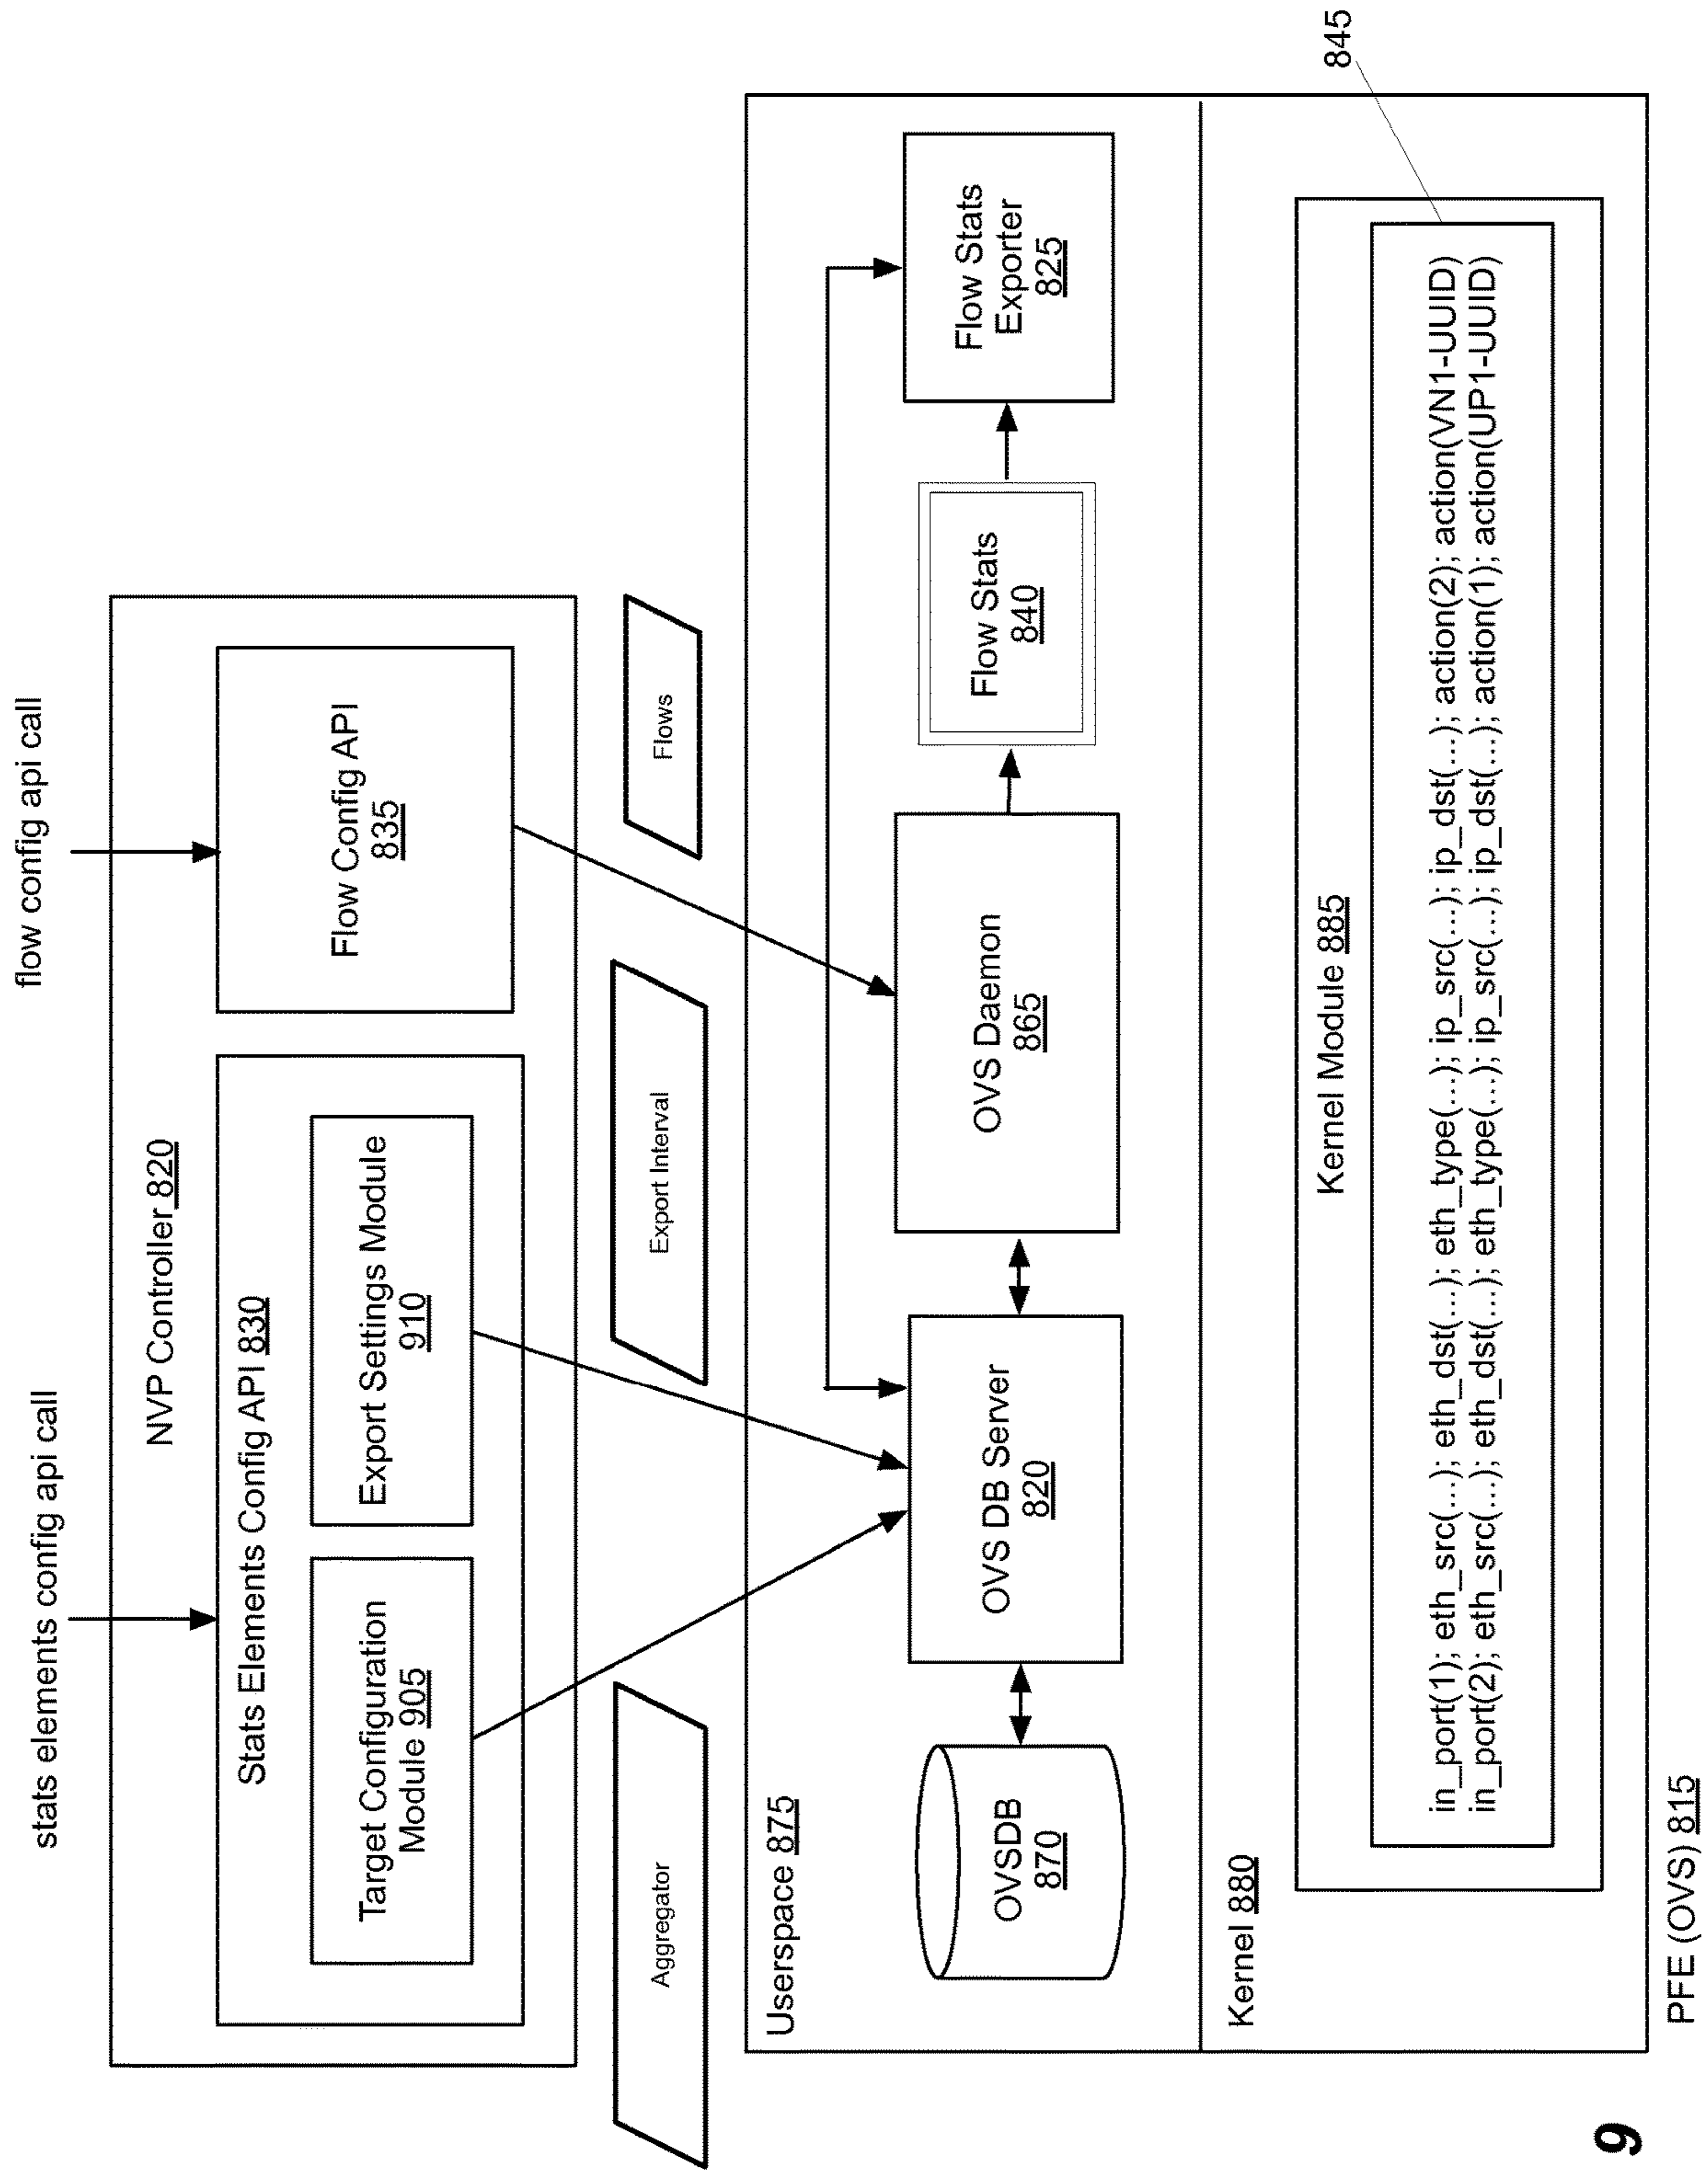 stats elements config api call
flow config api call
NVP Controller 820
Stats Elements Config API 830
Target Configuration
Module 905
Export Settings Module
910
Flow Config API
835
Aggregator
Export Interval
Flows
Userspace 875
OVSDB
870
OVS DB Server
820
OVS Daemon
865
Flow Stats
840
Flow Stats
Exporter
825
Kernel 880
Kernel Module 885
845
in_port(1); eth_src(...); eth_dst(...); eth_type(...); ip_src(...); ip_dst(...); action(2); action(VN1-UUID)
in_port(2); eth_src(...); eth_dst(...); eth_type(...); ip_src(...); ip_dst(...); action(1); action(UP1-UUID)
PFE (OVS) 815
9